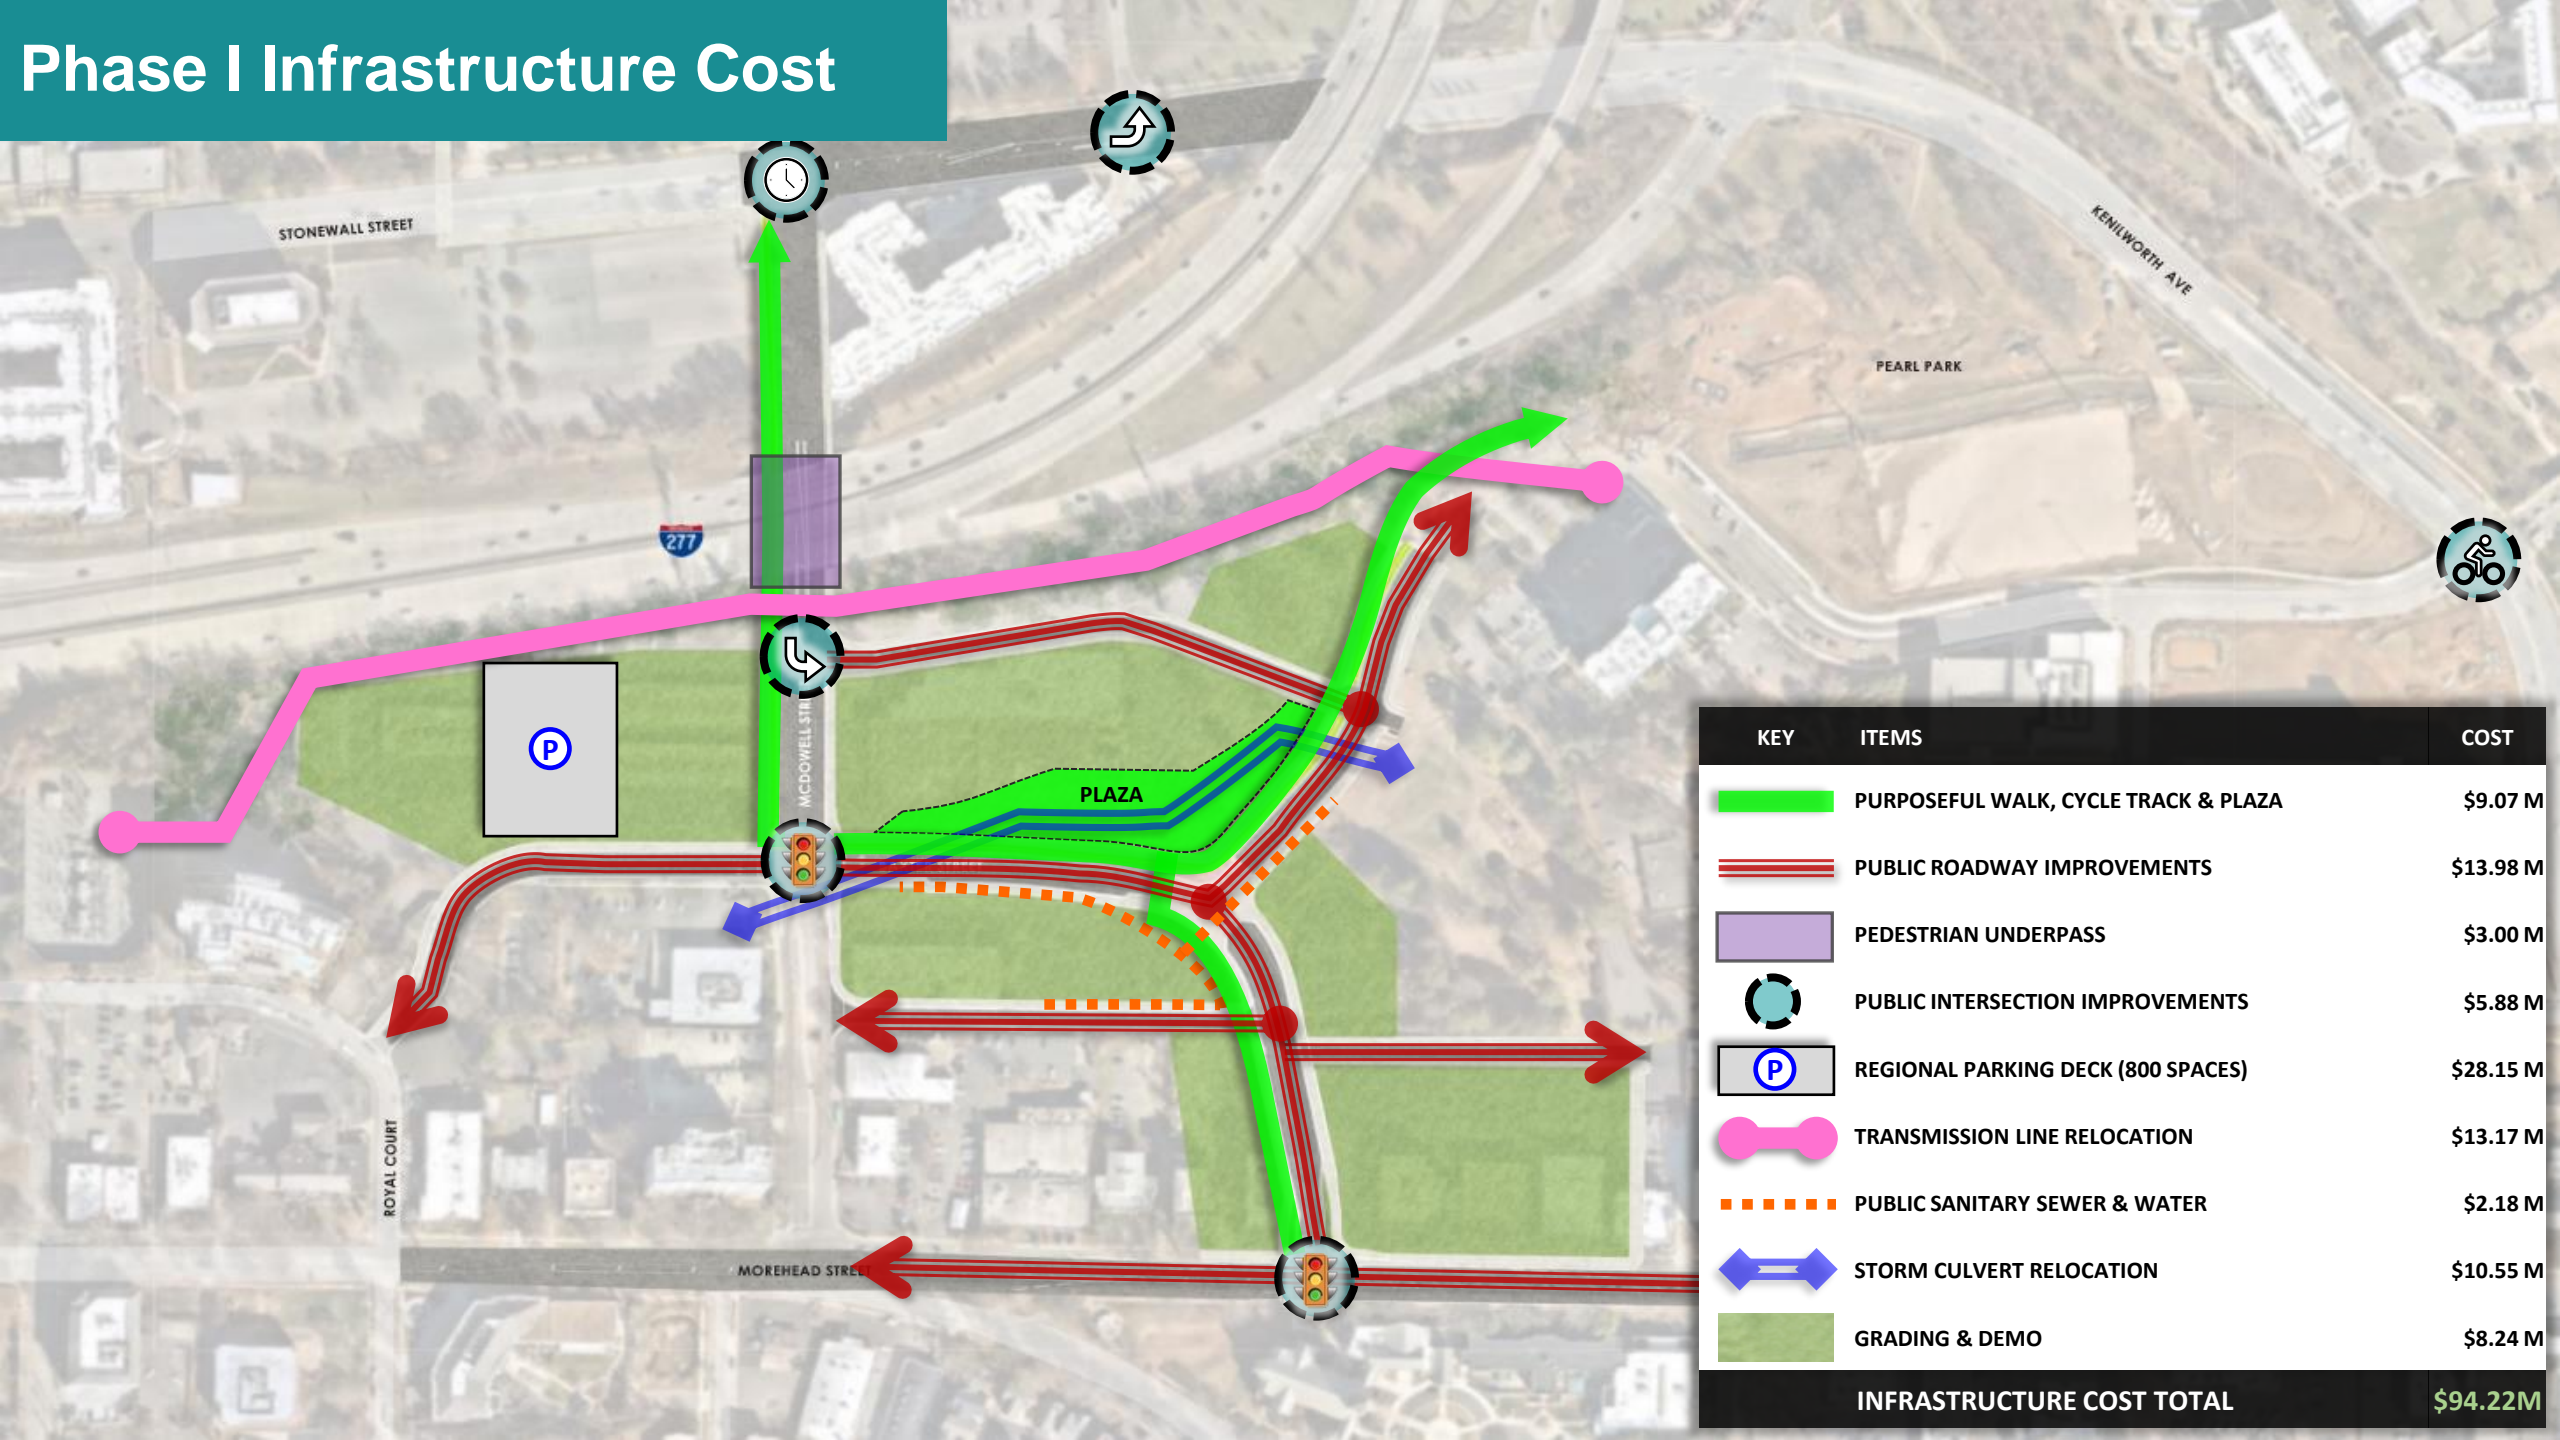 Phase I Infrastructure Cost
STONEWALL STREET
KENILWORTH AVE
PEARL PARK
277
P
MCDOWELL STR
PLAZA
ROYAL COURT
MOREHEAD STREET
KEY ITEMS COST
PURPOSEFUL WALK, CYCLE TRACK & PLAZA $9.07 M
PUBLIC ROADWAY IMPROVEMENTS $13.98 M
PEDESTRIAN UNDERPASS $3.00 M
PUBLIC INTERSECTION IMPROVEMENTS $5.88 M
P REGIONAL PARKING DECK (800 SPACES) $28.15 M
TRANSMISSION LINE RELOCATION $13.17 M
PUBLIC SANITARY SEWER & WATER $2.18 M
STORM CULVERT RELOCATION $10.55 M
GRADING & DEMO $8.24 M
INFRASTRUCTURE COST TOTAL $94.22M